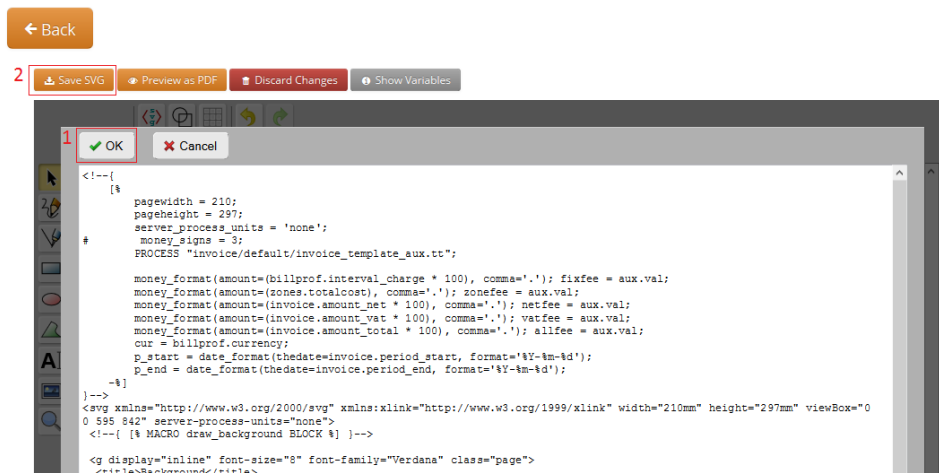 Back
2 Save SVG Preview as PDF Discard Changes Show Variables
1 OK Cancel
<!--{
[%
pagewidth = 210;
pageheight = 297;
server_process_units = 'none';
# money_signs = 3;
PROCESS "invoice/default/invoice_template_aux.tt";
money_format(amount=(billprof.interval_charge * 100), comma='.'); fixfee = aux.val;
money_format(amount=(zones.totalcost), comma='.'); zonefee = aux.val;
money_format(amount=(invoice.amount_net * 100), comma='.'); netfee = aux.val;
money_format(amount=(invoice.amount_vat * 100), comma='.'); vatfee = aux.val;
money_format(amount=(invoice.amount_total * 100), comma='.'); allfee = aux.val;
cur = billprof.currency;
p_start = date_format(thedate=invoice.period_start, format='%Y-%m-%d');
p_end = date_format(thedate=invoice.period_end, format='%Y-%m-%d');
-%]
}-->
<svg xmlns="http://www.w3.org/2000/svg" xmlns:xlink="http://www.w3.org/1999/xlink" width="210mm" height="297mm" viewBox="0
0 595 842" server-process-units="none">
<!--{ [% MACRO draw_background BLOCK %] }-->
<g display="inline" font-size="8" font-family="Verdana" class="page">
<title>Background</title>